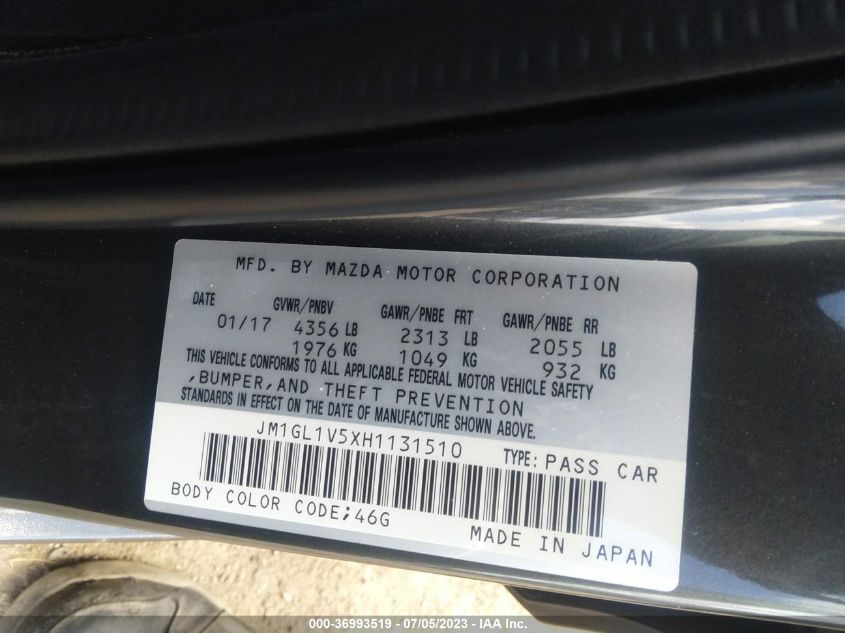 MFD. BY MAZDA MOTOR CORPORATION
DATE GVWR/PNBV GAWR/PNBE FRT GAWR/PNBE RR
01/17 4356 LB 2313 LB 2055 LB
1976 KG 1049 KG 932 KG
THIS VEHICLE CONFORMS TO ALL APPLICABLE FEDERAL MOTOR VEHICLE SAFETY
,BUMPER,AND THEFT PREVENTION
STANDARDS IN EFFECT ON THE DATE OF MANUFACTURE SHOWN ABOVE.
JM1GL1V5XH1131510 TYPE: PASS CAR
BODY COLOR CODE;46G MADE IN JAPAN
000-36993519 - 07/05/2023 - IAA Inc.